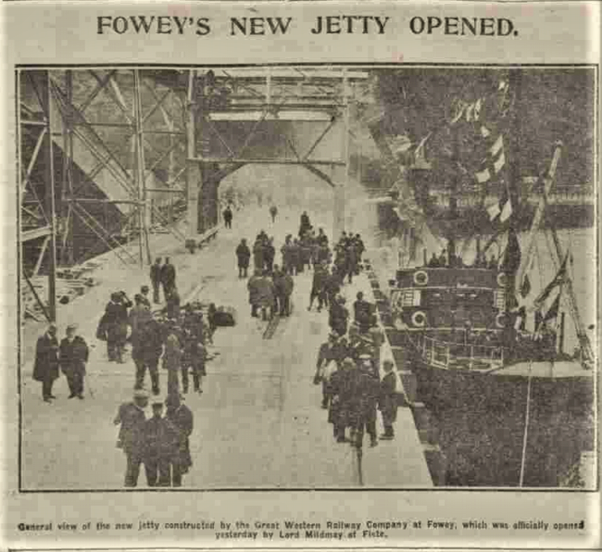 FOWEY'S NEW JETTY OPENED.
General view of the new jetty constructed by the Great Western Railway Company at Fowey, which was officially opened
yesterday by Lord Mildmay of Flete.